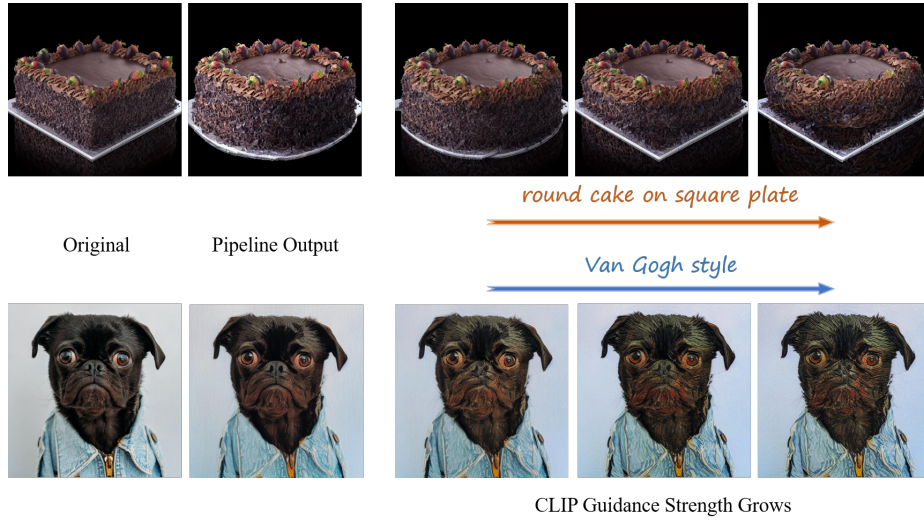 round cake on square plate
Original
Pipeline Output
Van Gogh style
CLIP Guidance Strength Grows